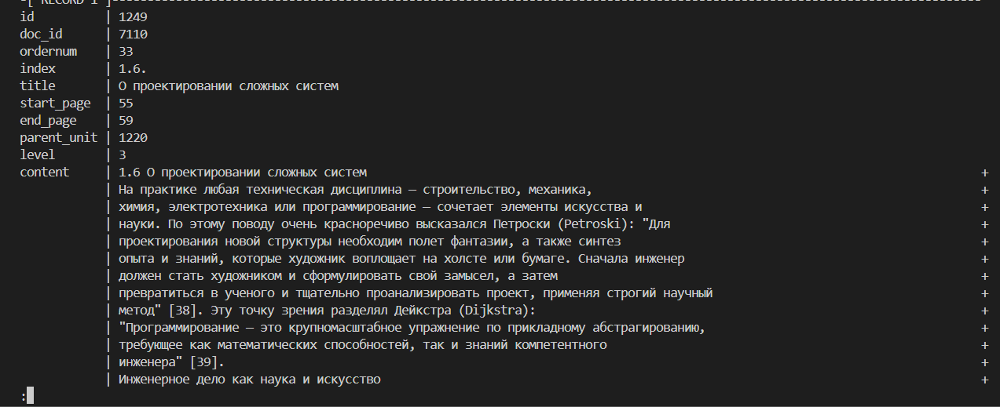 -[ RECORD 1 ]-----------------------------------------------------------------------------------------------------------------------------
id | 1249
doc_id | 7110
ordernum | 33
index | 1.6.
title | О проектировании сложных систем
start_page | 55
end_page | 59
parent_unit | 1220
level | 3
content | 1.6 О проектировании сложных систем +
| На практике любая техническая дисциплина — строительство, механика, +
| химия, электротехника или программирование — сочетает элементы искусства и +
| науки. По этому поводу очень красноречиво высказался Петроски (Petroski): "Для +
| проектирования новой структуры необходим полет фантазии, а также синтез +
| опыта и знаний, которые художник воплощает на холсте или бумаге. Сначала инженер +
| должен стать художником и сформулировать свой замысел, а затем +
| превратиться в ученого и тщательно проанализировать проект, применяя строгий научный +
| метод" [38]. Эту точку зрения разделял Дейкстра (Dijkstra): +
| "Программирование — это крупномасштабное упражнение по прикладному абстрагированию, +
| требующее как математических способностей, так и знаний компетентного +
| инженера" [39]. +
| Инженерное дело как наука и искусство +
: